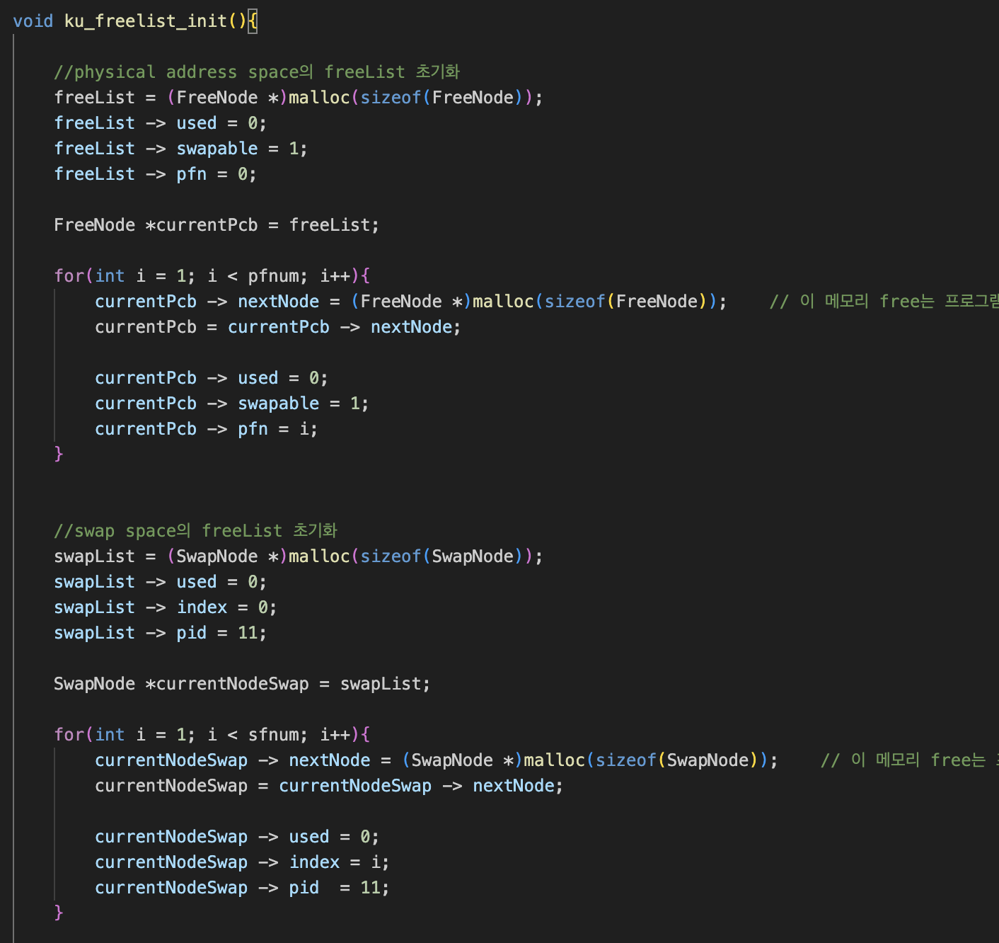 void ku_freelist_init(){
//physical address space의 freeList 초기화
freeList = (FreeNode *)malloc(sizeof(FreeNode));
freeList -> used = 0;
freeList -> swapable = 1;
freeList -> pfn = 0;
FreeNode *currentPcb = freeList;
for(int i = 1; i < pfnum; i++){
currentPcb -> nextNode = (FreeNode *)malloc(sizeof(FreeNode)); // 이 메모리 free는 프로그램
currentPcb = currentPcb -> nextNode;
currentPcb -> used = 0;
currentPcb -> swapable = 1;
currentPcb -> pfn = i;
}
//swap space의 freeList 초기화
swapList = (SwapNode *)malloc(sizeof(SwapNode));
swapList -> used = 0;
swapList -> index = 0;
swapList -> pid = 11;
SwapNode *currentNodeSwap = swapList;
for(int i = 1; i < sfnum; i++){
currentNodeSwap -> nextNode = (SwapNode *)malloc(sizeof(SwapNode)); // 이 메모리 free는
currentNodeSwap = currentNodeSwap -> nextNode;
currentNodeSwap -> used = 0;
currentNodeSwap -> index = i;
currentNodeSwap -> pid  = 11;
}